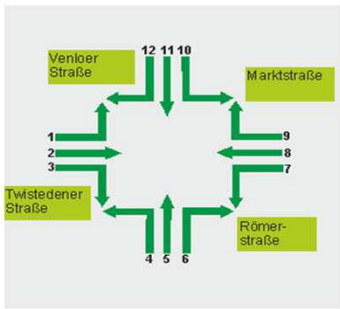 12 11 10
Venloer
Straße
Marktstraße
1
2
3
9
8
7
Twistedener
Straße
Römer-
straße
4 5 6